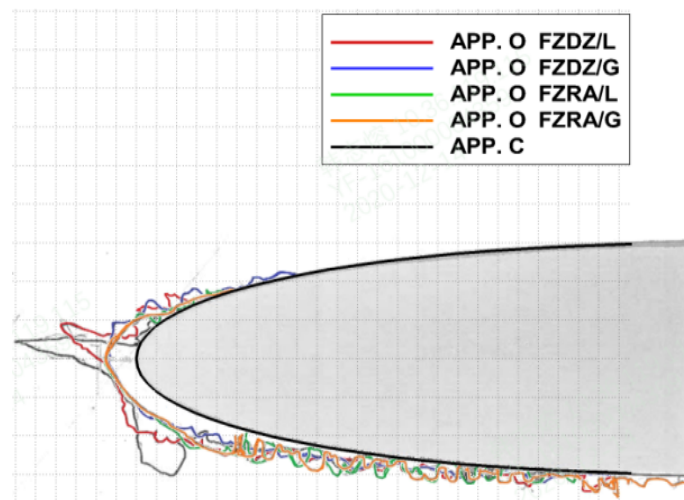 APP. O FZDZ/L
APP. O FZDZ/G
APP. O FZRA/L
APP. O FZRA/G
APP. C